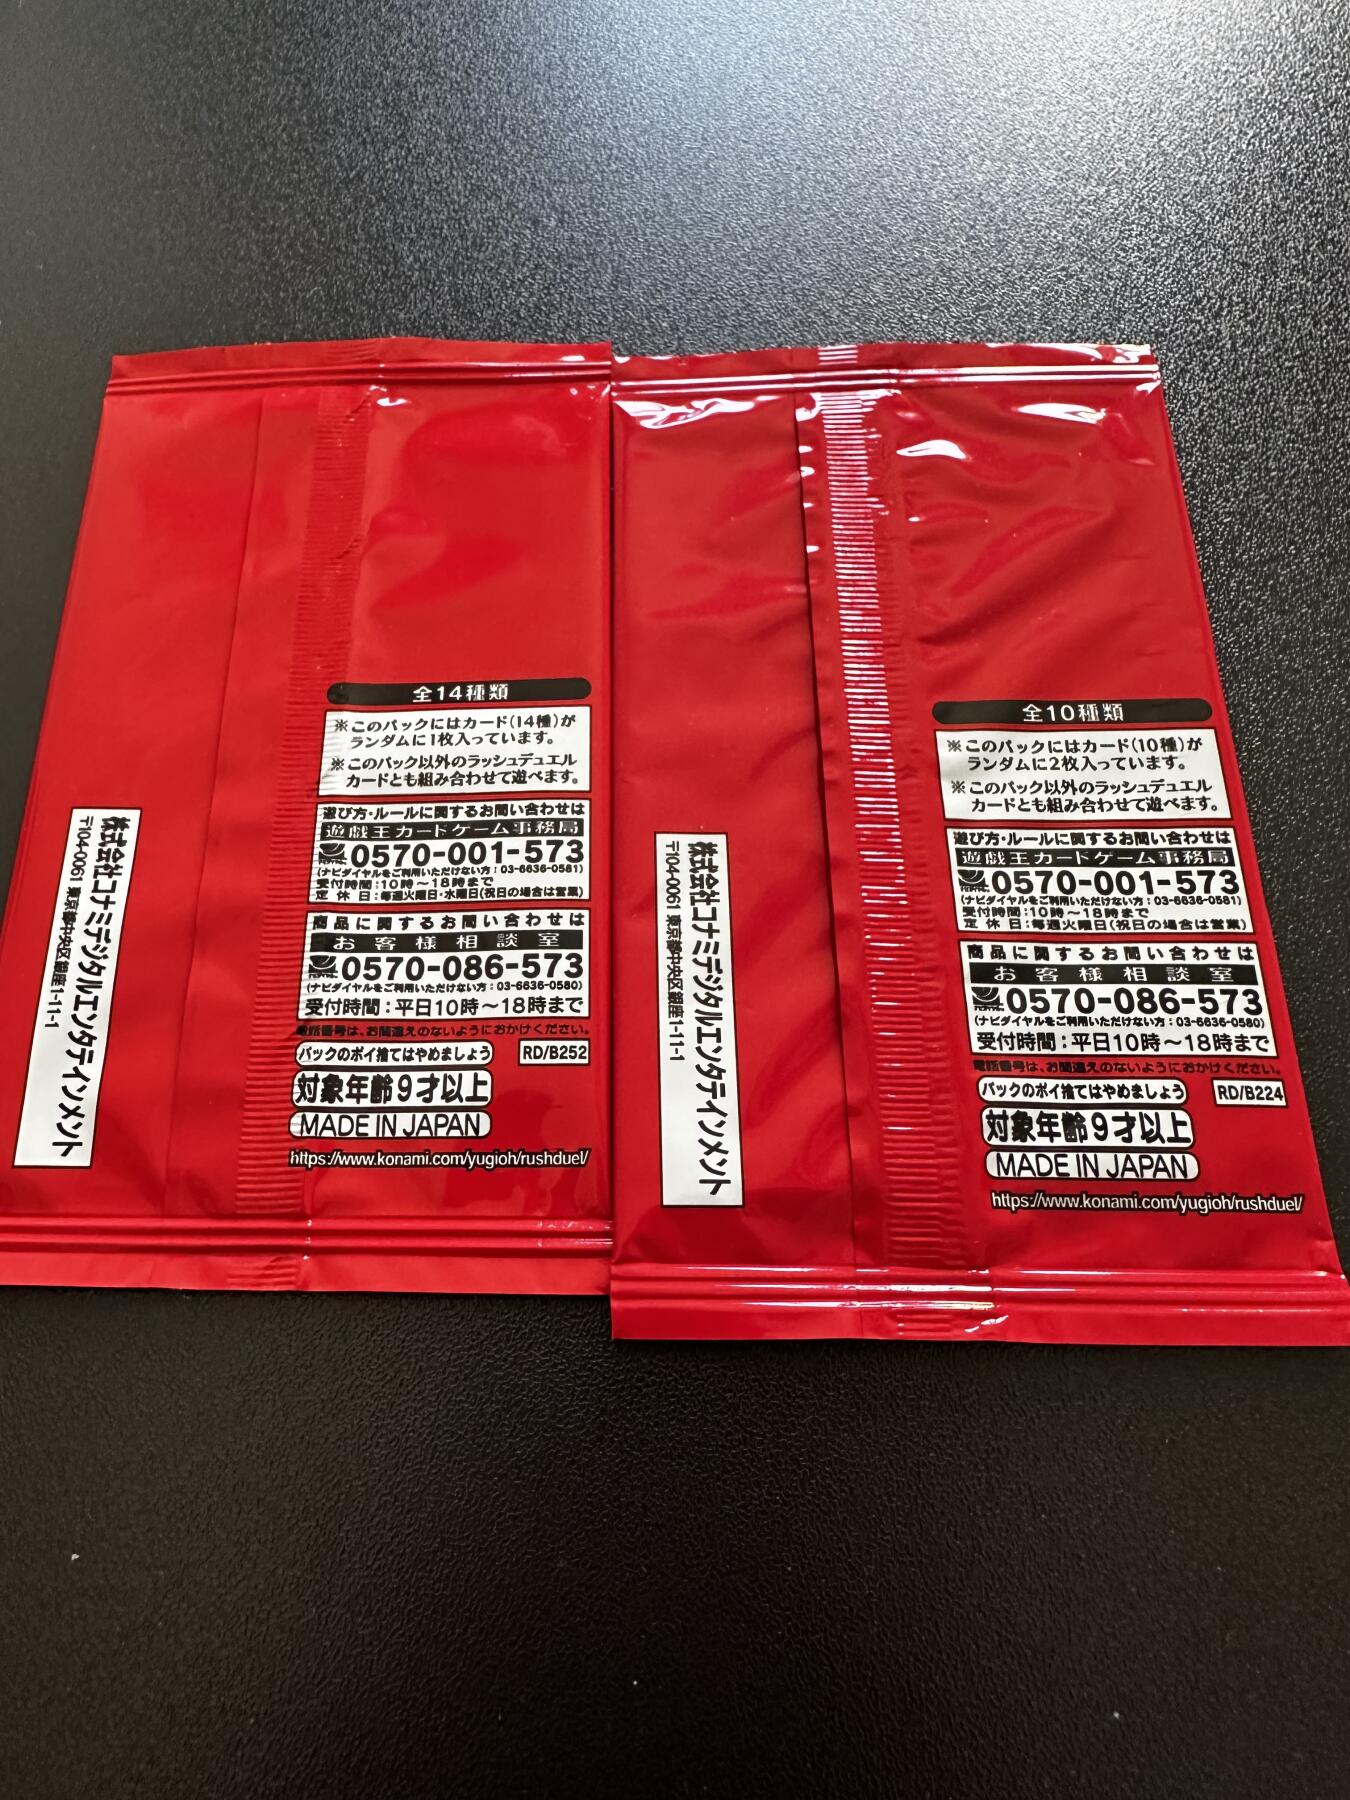 全14種類
※このパックにはカード(14種)が
ランダムに1枚入っています。
※このパック以外のラッシュデュエル
カードとも組み合わせて遊べます。
遊び方・ルールに関するお問い合わせは
遊戯王カードゲーム事務局
0570-001-573
(ナビダイヤルをご利用いただけない方:03-6636-0581)
受付時間:10時～18時まで
定休日:毎週火曜日・水曜日(祝日の場合は営業)
商品に関するお問い合わせは
お客様相談室
0570-086-573
(ナビダイヤルをご利用いただけない方:03-6636-0580)
受付時間:平日10時～18時まで
電話番号は、お間違えのないようにおかけください。
パックのポイ捨てはやめましょう
RD/B252
対象年齢9才以上
MADE IN JAPAN
https://www.konami.com/yugioh/rushduel/
株式会社コナミデジタルエンタテインメント
〒104-0061 東京都中央区銀座1-11-1
全10種類
※このパックにはカード(10種)が
ランダムに2枚入っています。
※このパック以外のラッシュデュエル
カードとも組み合わせて遊べます。
遊び方・ルールに関するお問い合わせは
遊戯王カードゲーム事務局
0570-001-573
(ナビダイヤルをご利用いただけない方:03-6636-0581)
受付時間:10時～18時まで
定休日:毎週火曜日(祝日の場合は営業)
商品に関するお問い合わせは
お客様相談室
0570-086-573
(ナビダイヤルをご利用いただけない方:03-6636-0580)
受付時間:平日10時～18時まで
電話番号は、お間違えのないようにおかけください。
パックのポイ捨てはやめましょう
RD/B224
対象年齢9才以上
MADE IN JAPAN
https://www.konami.com/yugioh/rushduel/
株式会社コナミデジタルエンタテインメント
〒104-0061 東京都中央区銀座1-11-1